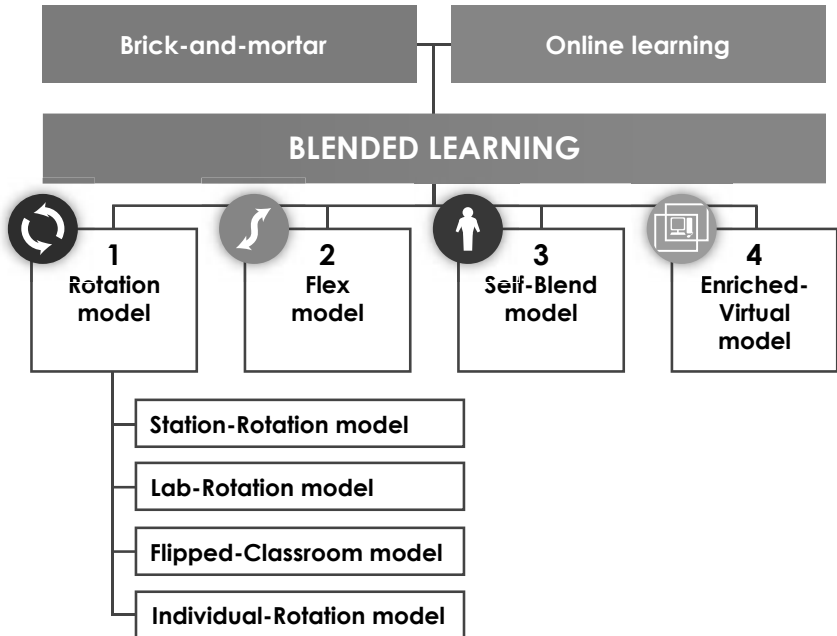 Brick-and-mortar
Online learning
BLENDED LEARNING
1
Rotation
model
2
Flex
model
3
Self-Blend
model
4
Enriched-
Virtual
model
Station-Rotation model
Lab-Rotation model
Flipped-Classroom model
Individual-Rotation model